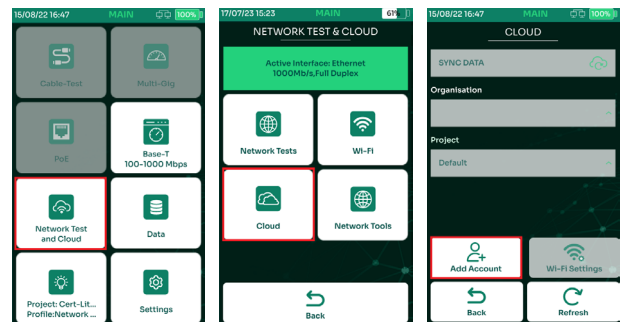 15/08/22 16:47 MAIN 100%
Cable-Test
Multi-Gig
PoE
Base-T
100-1000 Mbps
Network Test
and Cloud
Data
Project: Cert-Lit...
Profile:Network ...
Settings
17/07/23 15:23 MAIN 61%
NETWORK TEST & CLOUD
Active Interface: Ethernet
1000Mb/s,Full Duplex
Network Tests
Wi-Fi
Cloud
Network Tools
Back
15/08/22 16:47 MAIN 100%
CLOUD
SYNC DATA
Organisation
Project
Default
Add Account
Wi-Fi Settings
Back
Refresh